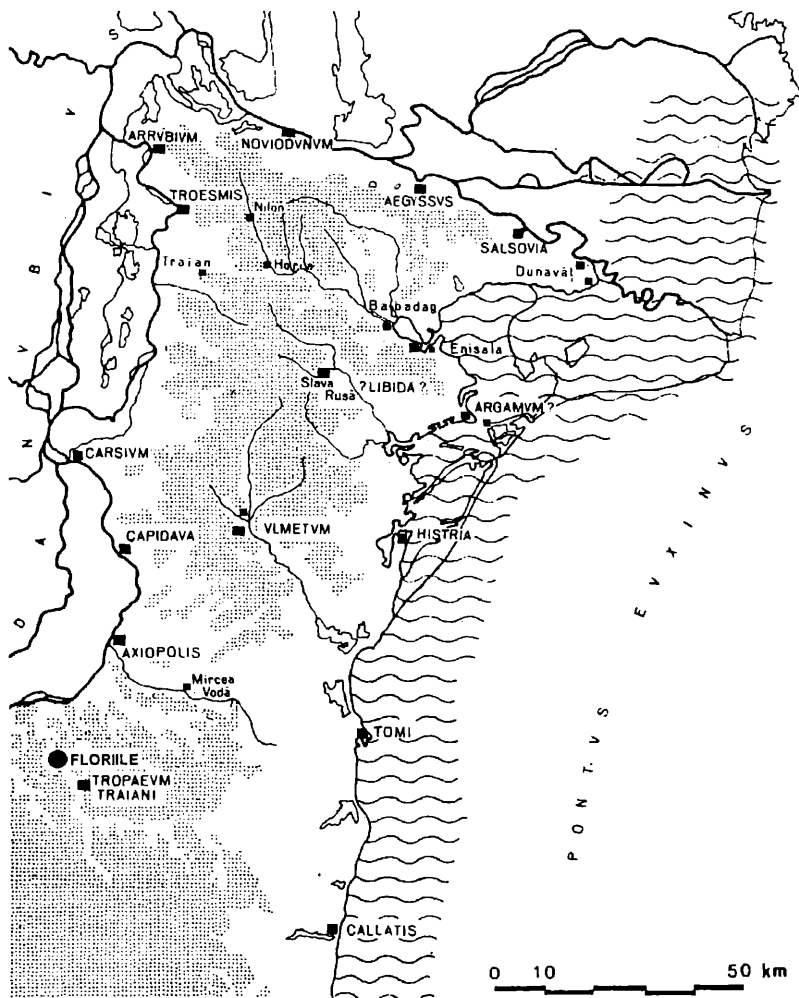 DANVVIVS
ARRVBIVM
NOVIODVNVM
TROESMIS
Nilon
AEGYSSVS
SALSOVIA
Traian
Horia
Dunavăț
Babadag
Enisala
Slava
Rusă
?LIBIDA?
ARGAMVM?
CARSIVM
VLMETVM
HISTRIA
CAPIDAVA
AXIOPOLIS
Mircea
Vodă
TOMI
FLORIILE
TROPAEVM
TRAIANI
PONTVS EVXINVS
CALLATIS
0 10 50 km